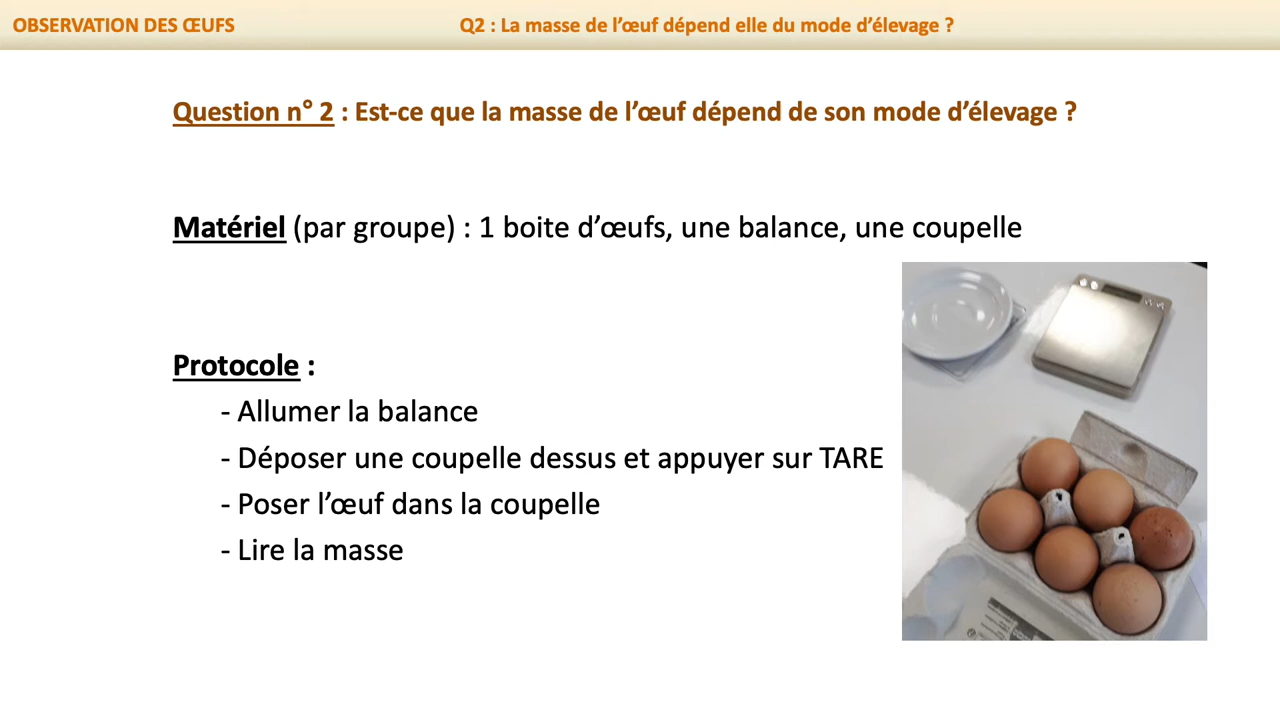 OBSERVATION DES ŒUFS
Q2 : La masse de l’œuf dépend elle du mode d’élevage ?
Question n° 2 : Est-ce que la masse de l’œuf dépend de son mode d’élevage ?
Matériel (par groupe) : 1 boite d’œufs, une balance, une coupelle
Protocole :
- Allumer la balance
- Déposer une coupelle dessus et appuyer sur TARE
- Poser l’œuf dans la coupelle
- Lire la masse